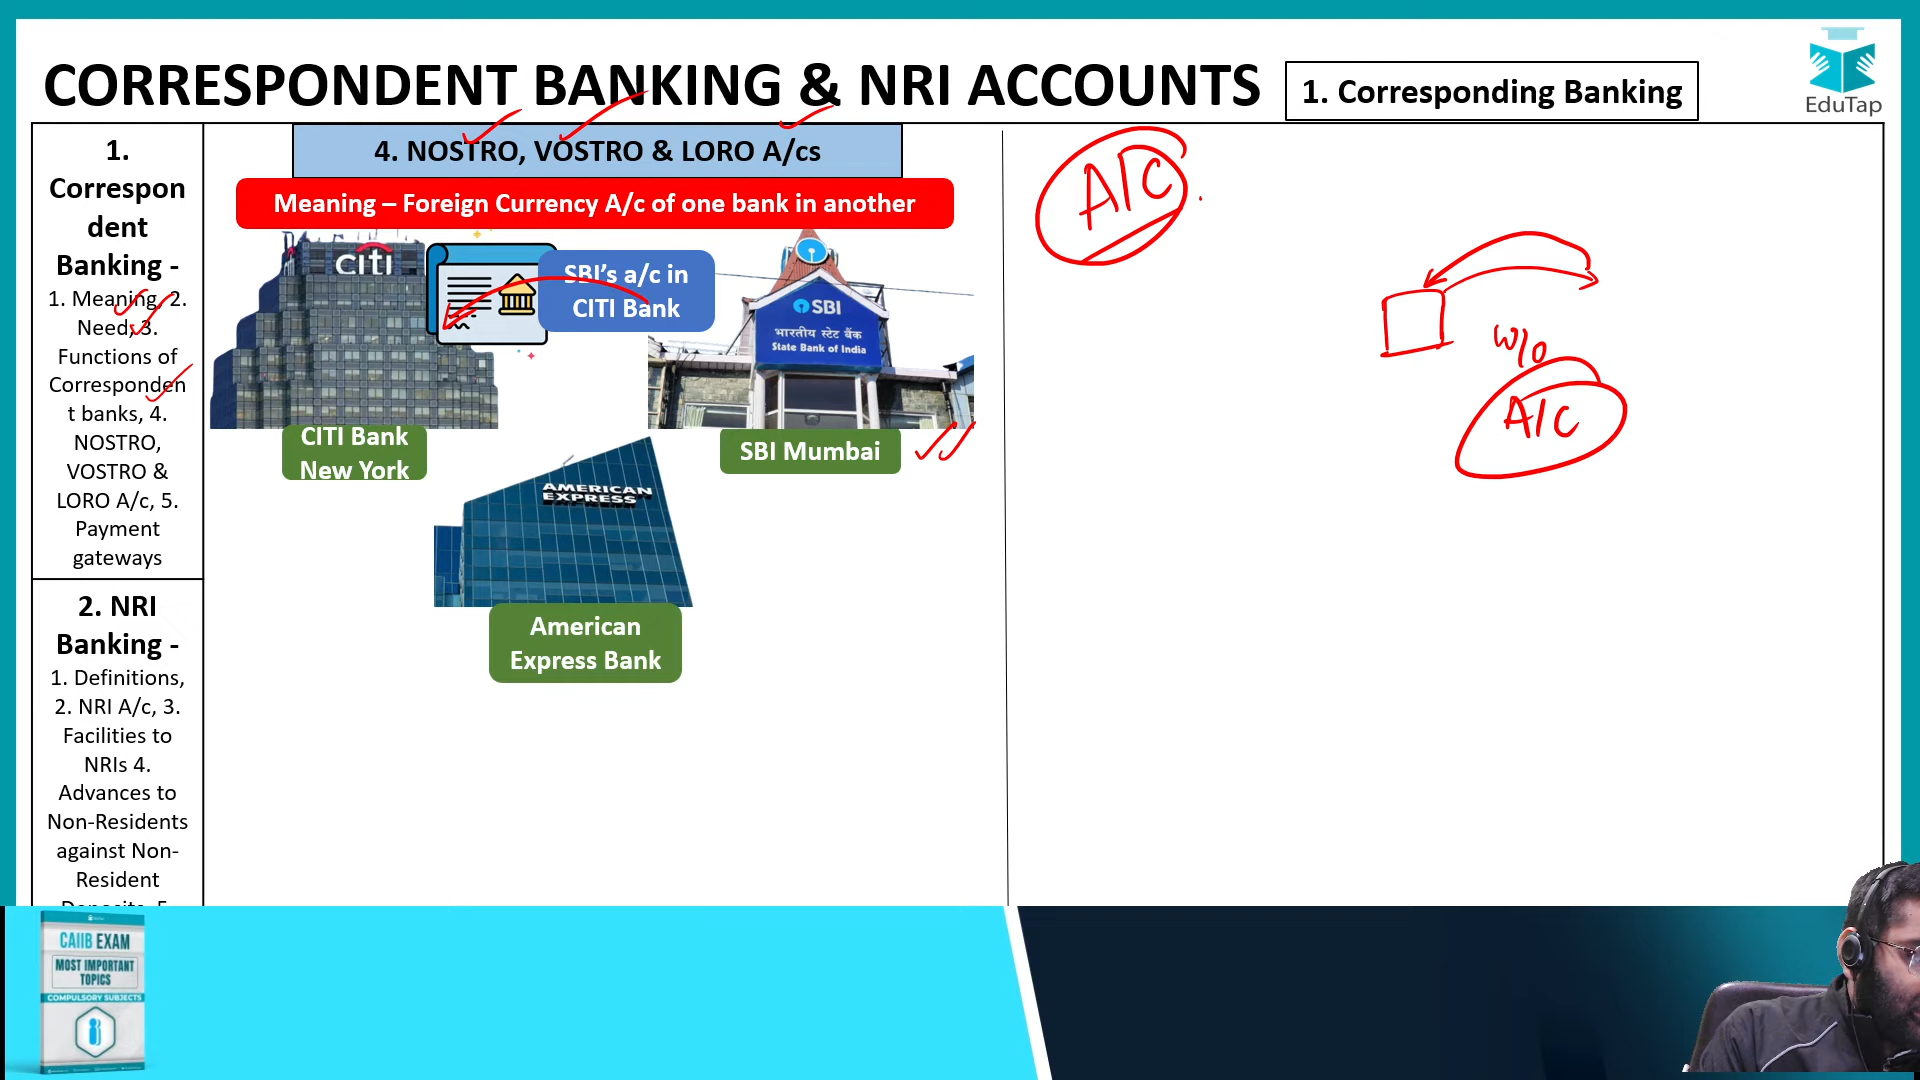 CORRESPONDENT BANKING & NRI ACCOUNTS
1. Corresponding Banking
EduTap
1.
Correspon
dent
Banking -
1. Meaning, 2.
Need, 3.
Functions of
Corresponden
t banks, 4.
NOSTRO,
VOSTRO &
LORO A/c, 5.
Payment
gateways
2. NRI
Banking -
1. Definitions,
2. NRI A/c, 3.
Facilities to
NRIs 4.
Advances to
Non-Residents
against Non-
Resident
Deposits, 5.
4. NOSTRO, VOSTRO & LORO A/cs
Meaning – Foreign Currency A/c of one bank in another
citi
SBI's a/c in
CITI Bank
SBI
भारतीय स्टेट बैंक
State Bank of India
CITI Bank
New York
SBI Mumbai
AMERICAN
EXPRESS
American
Express Bank
A/C
w/o
A/C
CAIIB EXAM
MOST IMPORTANT
TOPICS
COMPULSORY SUBJECTS